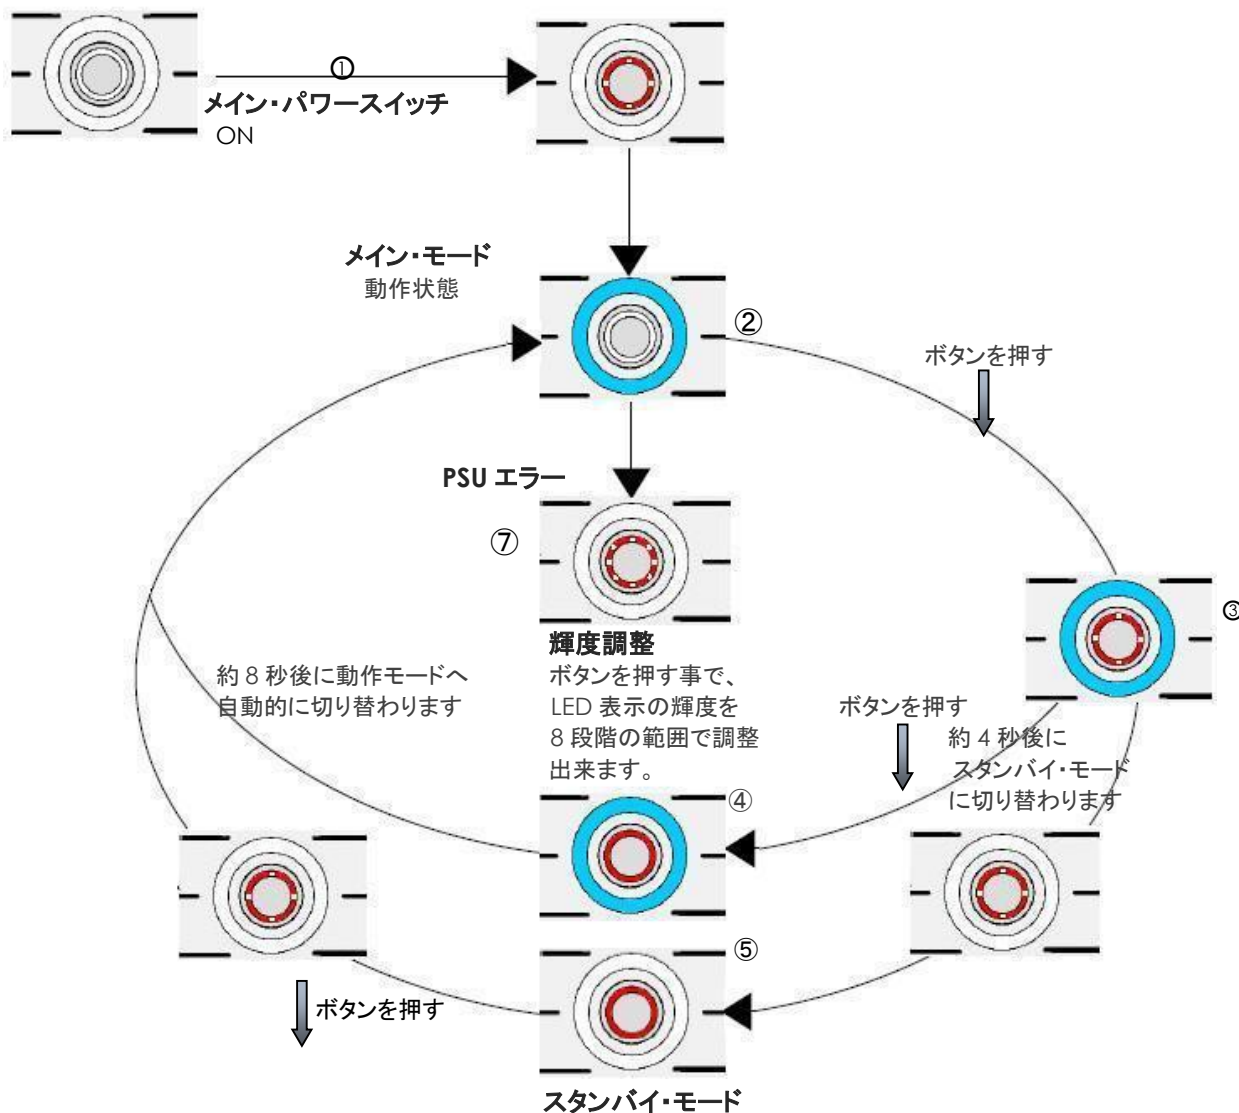 ①
メイン・パワースイッチ
ON
メイン・モード
動作状態
②
ボタンを押す
PSU エラー
⑦
③
輝度調整
ボタンを押す事で、
LED 表示の輝度を
8 段階の範囲で調整
出来ます。
約 8 秒後に動作モードへ
自動的に切り替わります
ボタンを押す
約 4 秒後に
スタンバイ・モード
に切り替わります
④
⑤
ボタンを押す
スタンバイ・モード